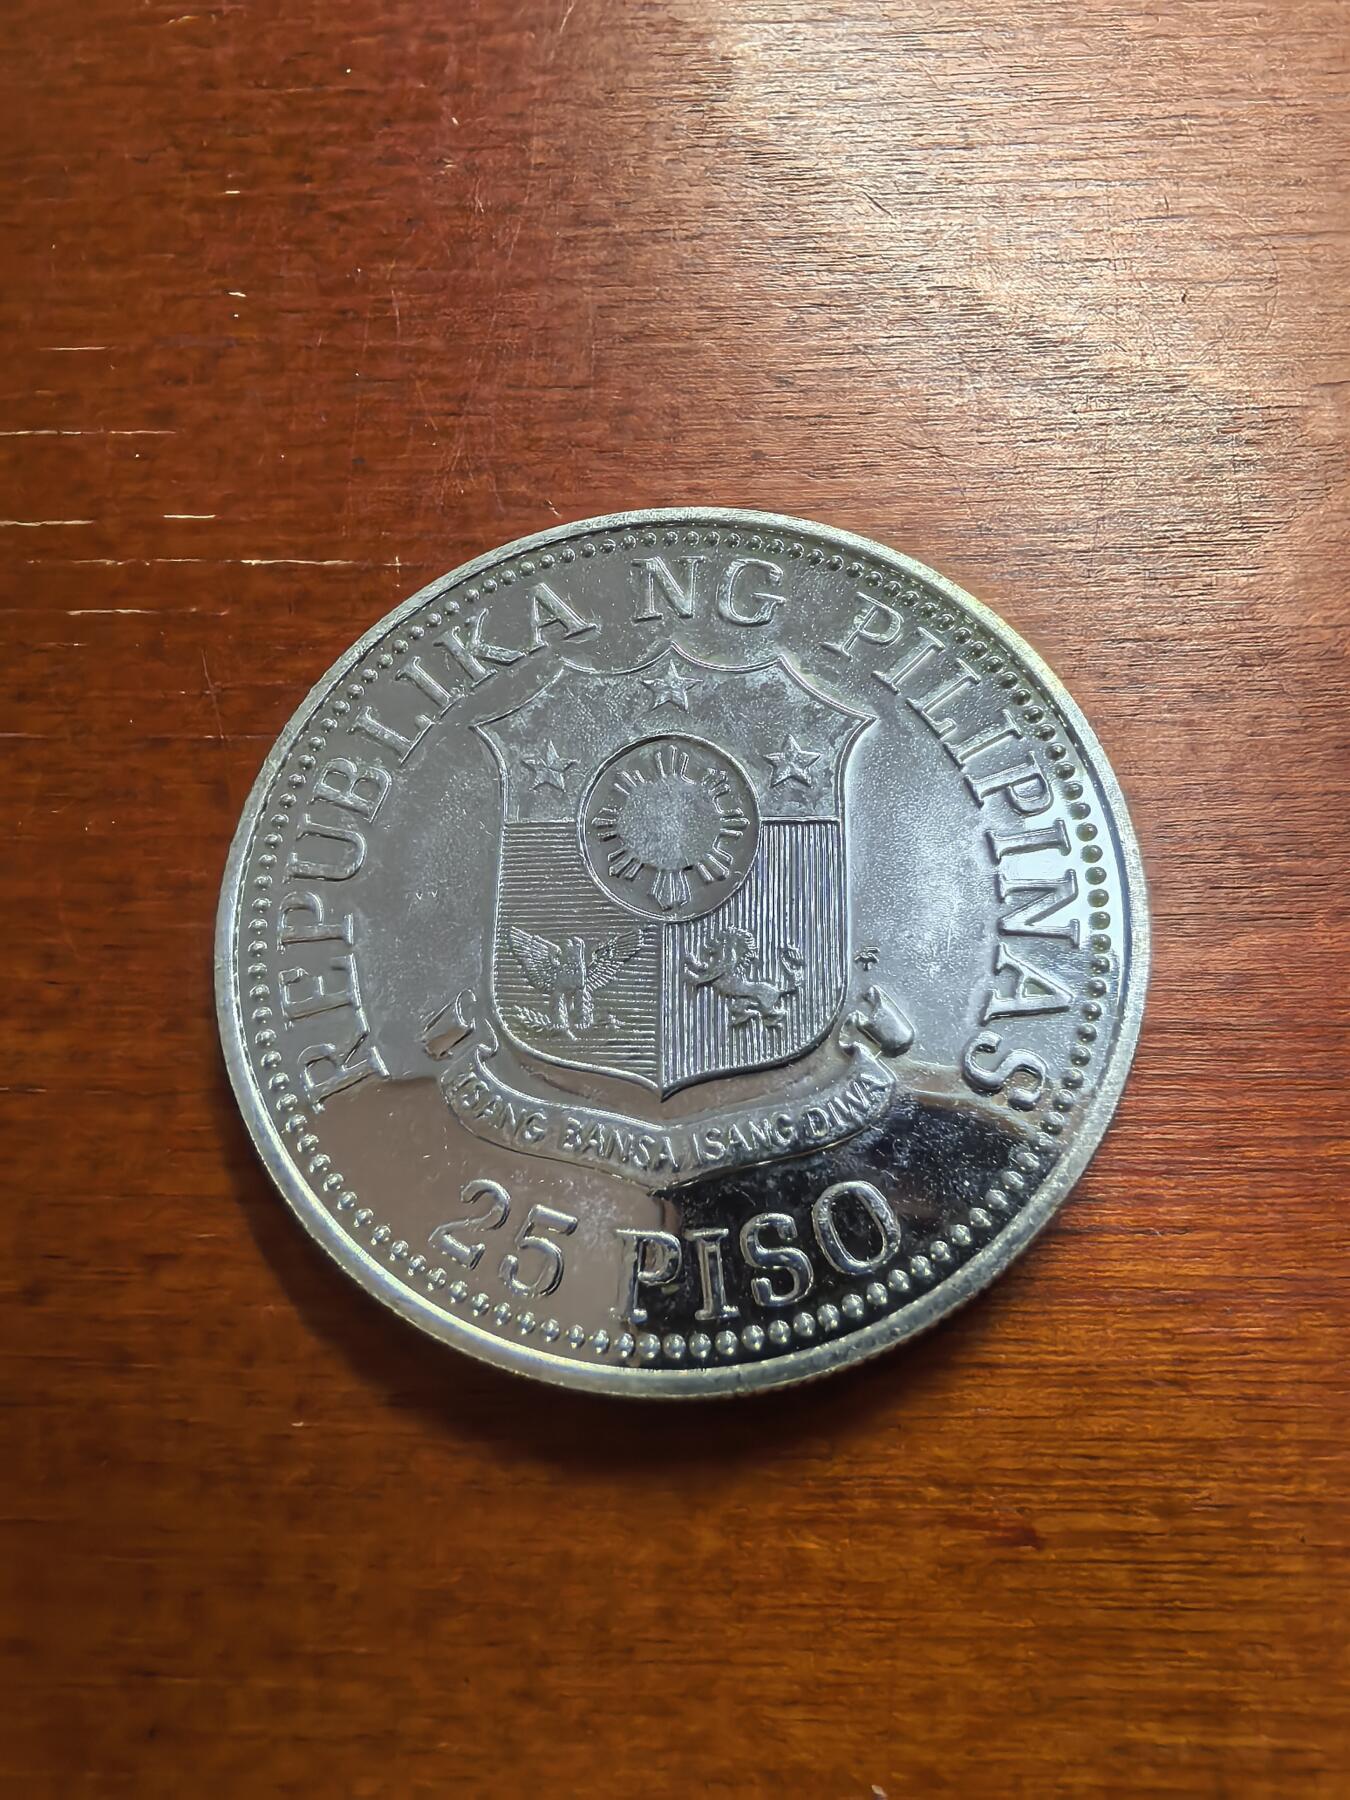 REPUBLIKA NG PILIPINAS
ISANG BANSA ISANG DIWA
25 PISO